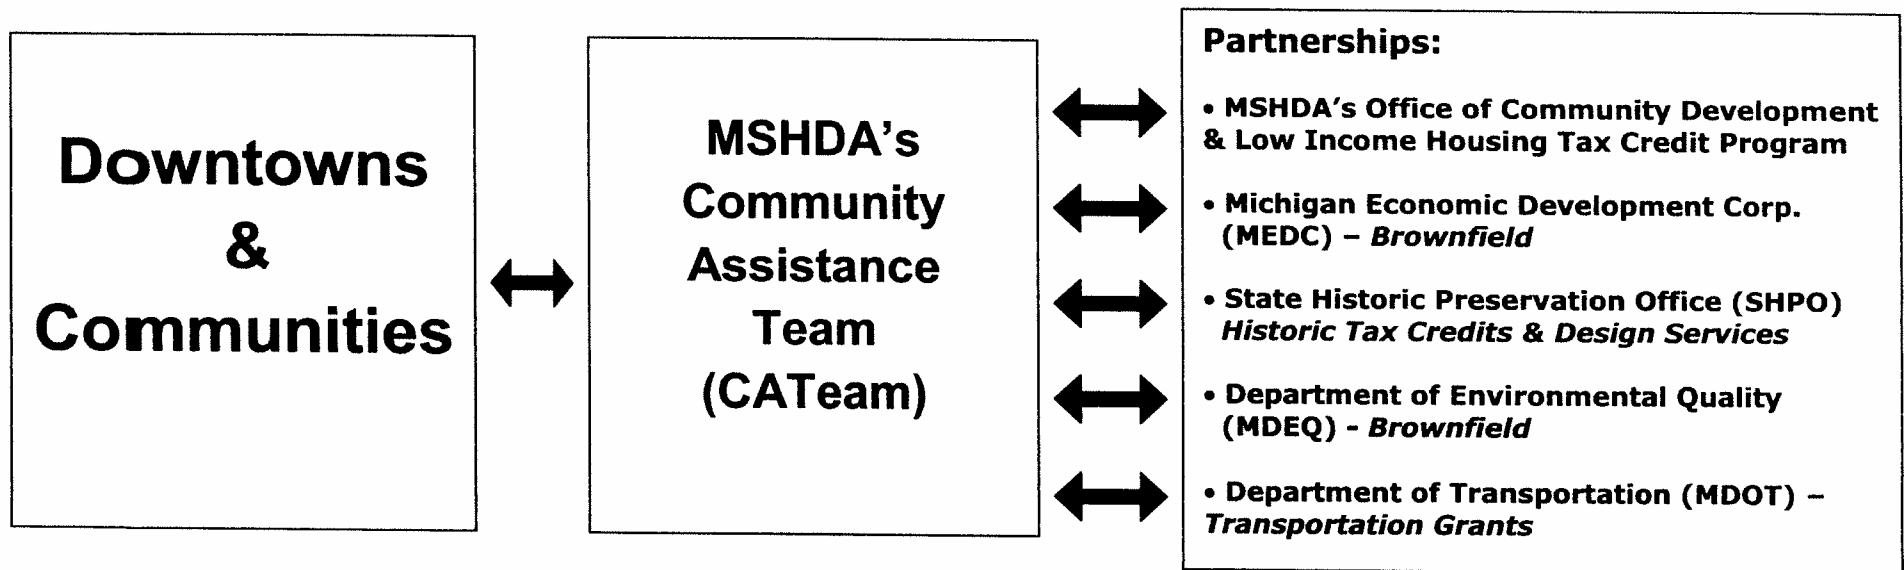 Downtowns
&
Communities
MSHDA's
Community
Assistance
Team
(CATeam)
Partnerships:
• MSHDA's Office of Community Development
& Low Income Housing Tax Credit Program
• Michigan Economic Development Corp.
(MEDC) – Brownfield
• State Historic Preservation Office (SHPO)
Historic Tax Credits & Design Services
• Department of Environmental Quality
(MDEQ) - Brownfield
• Department of Transportation (MDOT) –
Transportation Grants